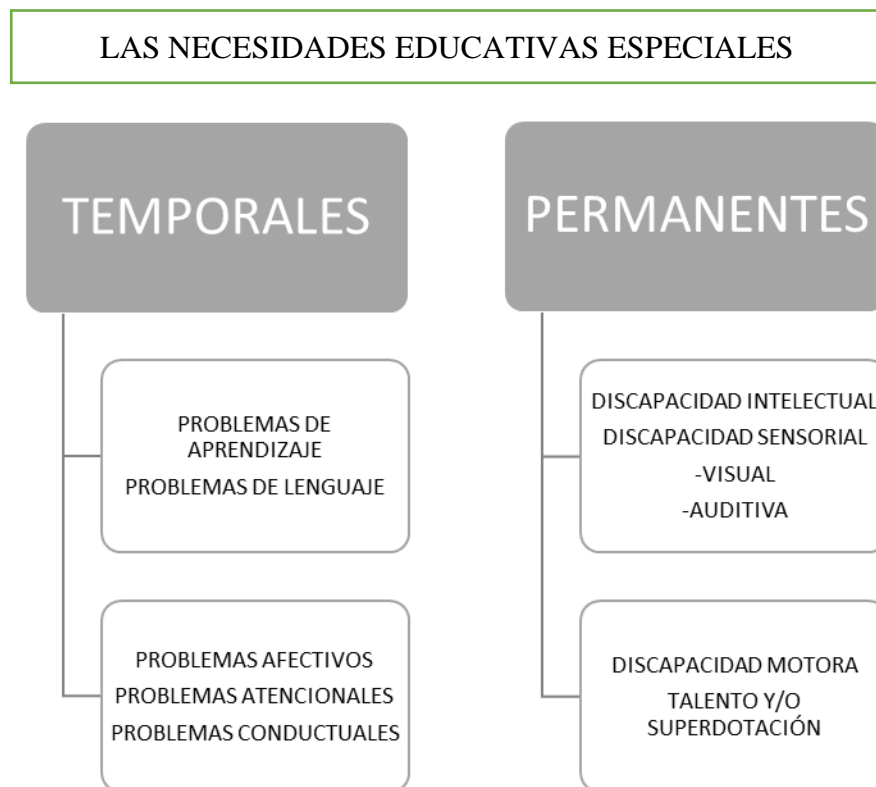 LAS NECESIDADES EDUCATIVAS ESPECIALES
TEMPORALES
PROBLEMAS DE
APRENDIZAJE
PROBLEMAS DE LENGUAJE
PROBLEMAS AFECTIVOS
PROBLEMAS ATENCIONALES
PROBLEMAS CONDUCTUALES
PERMANENTES
DISCAPACIDAD INTELECTUAL
DISCAPACIDAD SENSORIAL
-VISUAL
-AUDITIVA
DISCAPACIDAD MOTORA
TALENTO Y/O
SUPERDOTACIÓN